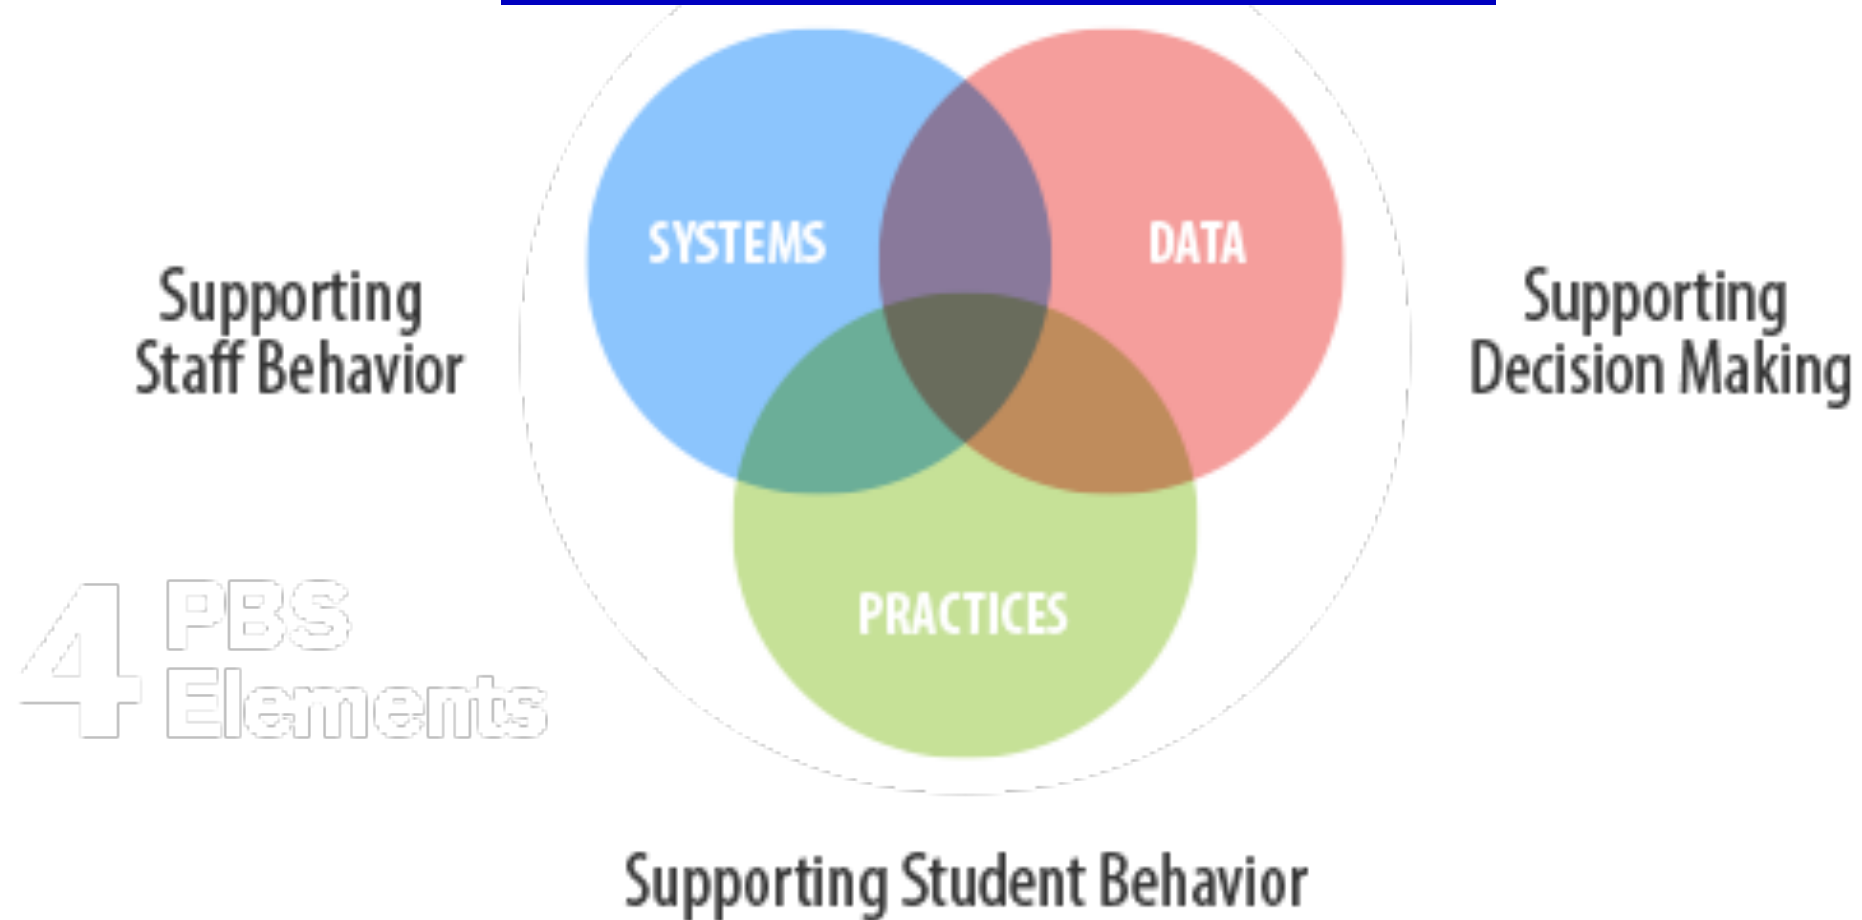 SYSTEMS
DATA
Supporting
Staff Behavior
Supporting
Decision Making
PRACTICES
4 PBS
Elements
Supporting Student Behavior